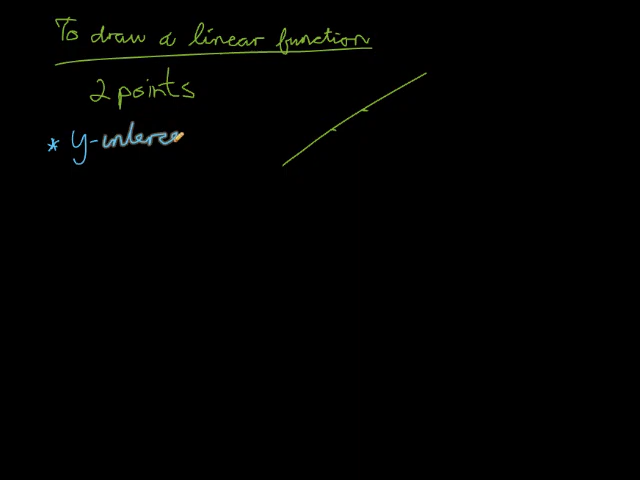 To draw a linear function
2 points
* y-interce